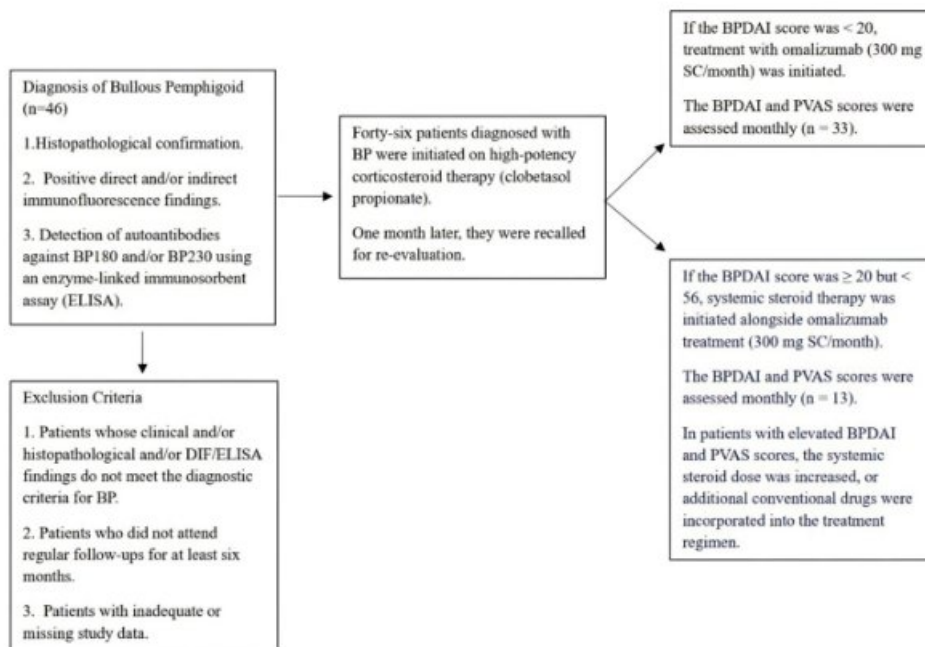 Diagnosis of Bullous Pemphigoid
(n=46)
1.Histopathological confirmation.
2. Positive direct and/or indirect
immunofluorescence findings.
3. Detection of autoantibodies
against BP180 and/or BP230 using
an enzyme-linked immunosorbent
assay (ELISA).
Exclusion Criteria
1. Patients whose clinical and/or
histopathological and/or DIF/ELISA
findings do not meet the diagnostic
criteria for BP.
2. Patients who did not attend
regular follow-ups for at least six
months.
3. Patients with inadequate or
missing study data.
Forty-six patients diagnosed with
BP were initiated on high-potency
corticosteroid therapy (clobetasol
propionate).
One month later, they were recalled
for re-evaluation.
If the BPDAI score was < 20,
treatment with omalizumab (300 mg
SC/month) was initiated.
The BPDAI and PVAS scores were
assessed monthly (n = 33).
If the BPDAI score was ≥ 20 but <
56, systemic steroid therapy was
initiated alongside omalizumab
treatment (300 mg SC/month).
The BPDAI and PVAS scores were
assessed monthly (n = 13).
In patients with elevated BPDAI
and PVAS scores, the systemic
steroid dose was increased, or
additional conventional drugs were
incorporated into the treatment
regimen.